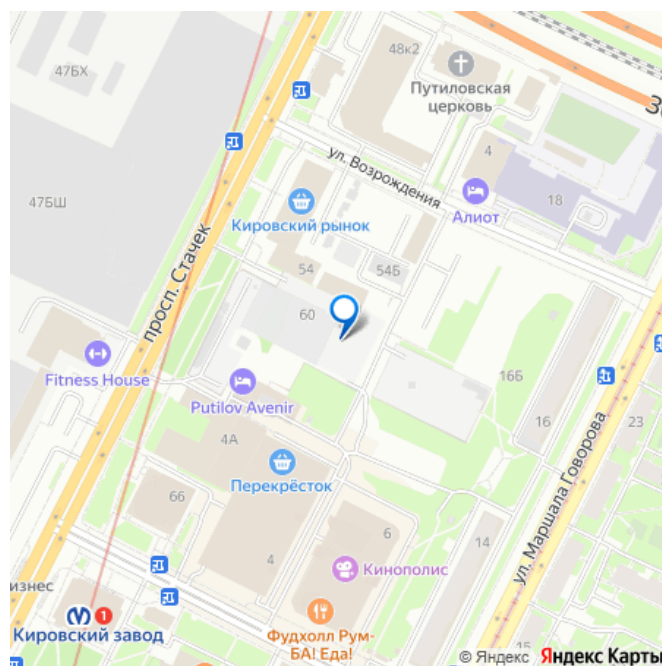 48к2
47БХ
Путиловская
церковь
4
18
ул. Возрождения
Алиот
47БШ
Кировский рынок
просп. Стачек
54
54Б
60
Fitness House
Putilov Avenir
16Б
16
23
4А
Перекрёсток
66
6
4
14
ул. Маршала Говорова
Кинополис
1
Кировский завод
Фудхолл Рум-
БА! Еда!
© Яндекс Яндекс Карты